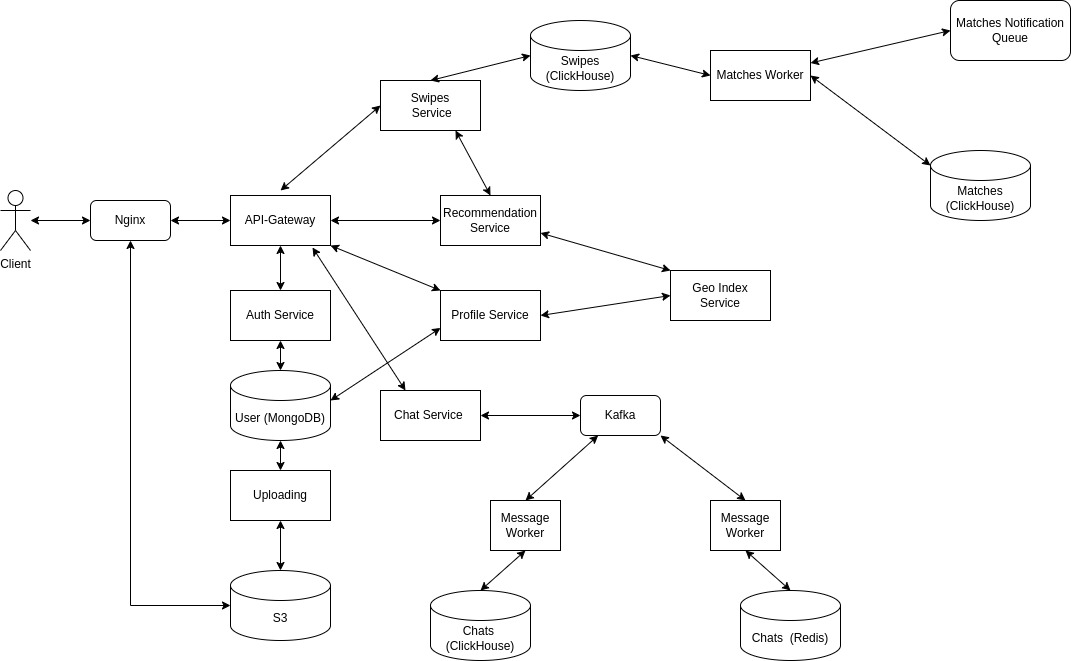 Matches Notification
Queue
Swipes
(ClickHouse)
Matches Worker
Swipes
Service
Matches
(ClickHouse)
Client
Nginx
API-Gateway
Recommendation
Service
Geo Index
Service
Auth Service
Profile Service
User (MongoDB)
Chat Service
Kafka
Uploading
Message
Worker
Message
Worker
S3
Chats
(ClickHouse)
Chats (Redis)